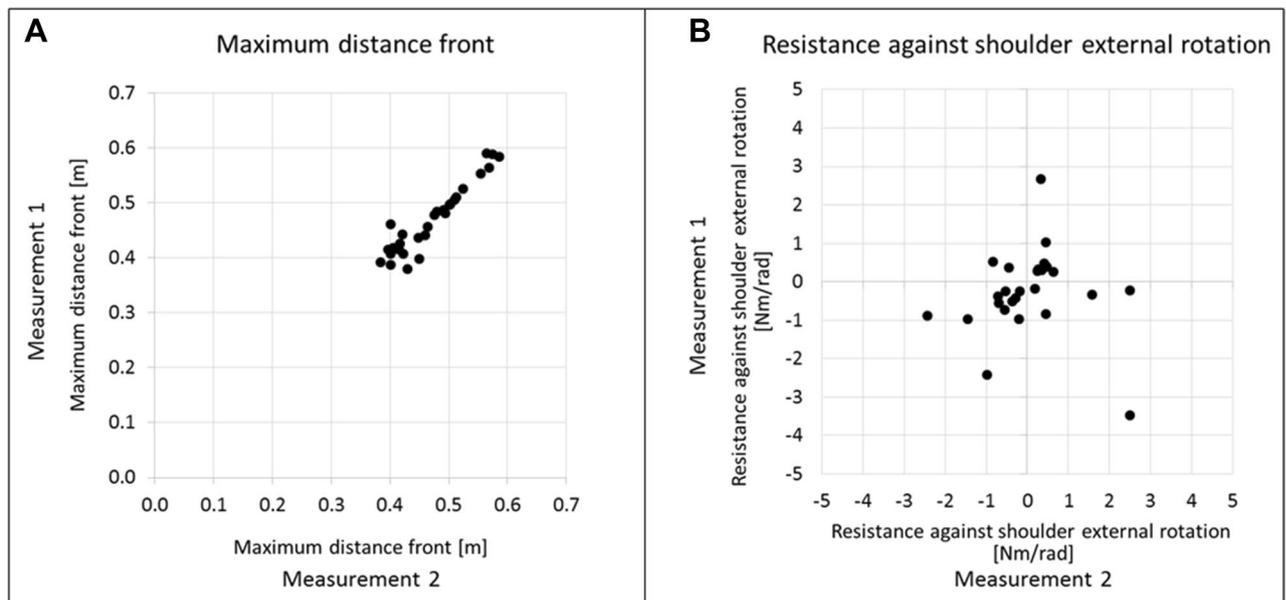 A
Maximum distance front
Measurement 1
Maximum distance front [m]
0.7
0.6
0.5
0.4
0.3
0.2
0.1
0.0
0.0 0.1 0.2 0.3 0.4 0.5 0.6 0.7
Maximum distance front [m]
Measurement 2
B
Resistance against shoulder external rotation
Measurement 1
Resistance against shoulder external rotation
[Nm/rad]
5
4
3
2
1
0
-1
-2
-3
-4
-5
-5 -4 -3 -2 -1 0 1 2 3 4 5
Resistance against shoulder external rotation
[Nm/rad]
Measurement 2